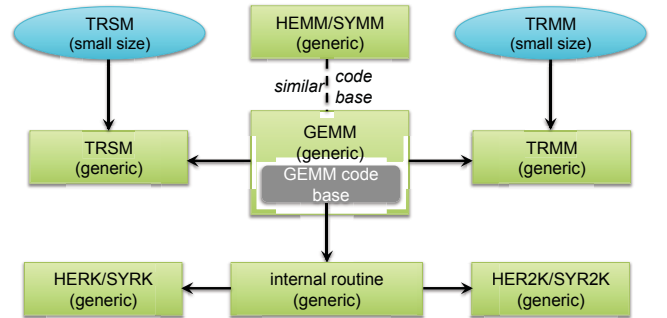 TRSM
(small size)
HEMM/SYMM
(generic)
TRMM
(small size)
similar
code
base
TRSM
(generic)
GEMM
(generic)
GEMM code
base
TRMM
(generic)
HERK/SYRK
(generic)
internal routine
(generic)
HER2K/SYR2K
(generic)